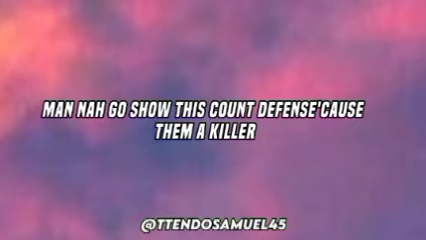 MAN NAH GO SHOW THIS COUNT DEFENSE'CAUSE
THEM A KILLER
@TTENDOSAMUEL45